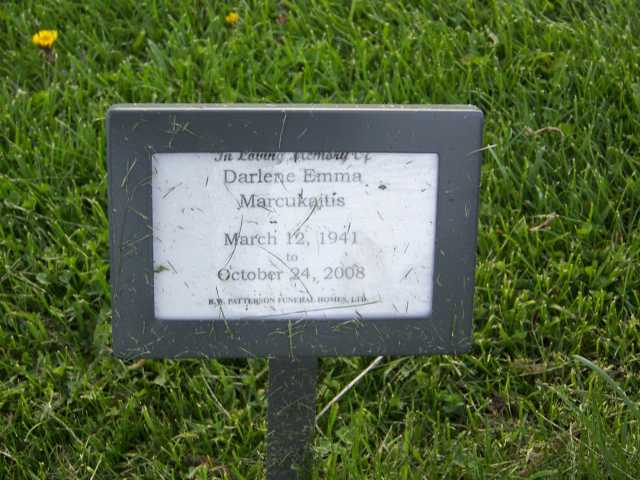 In Loving Memory Of
Darlene Emma
Marcukaitis
March 12, 1941
to
October 24, 2008
R.W. PATTERSON FUNERAL HOMES, LTD.